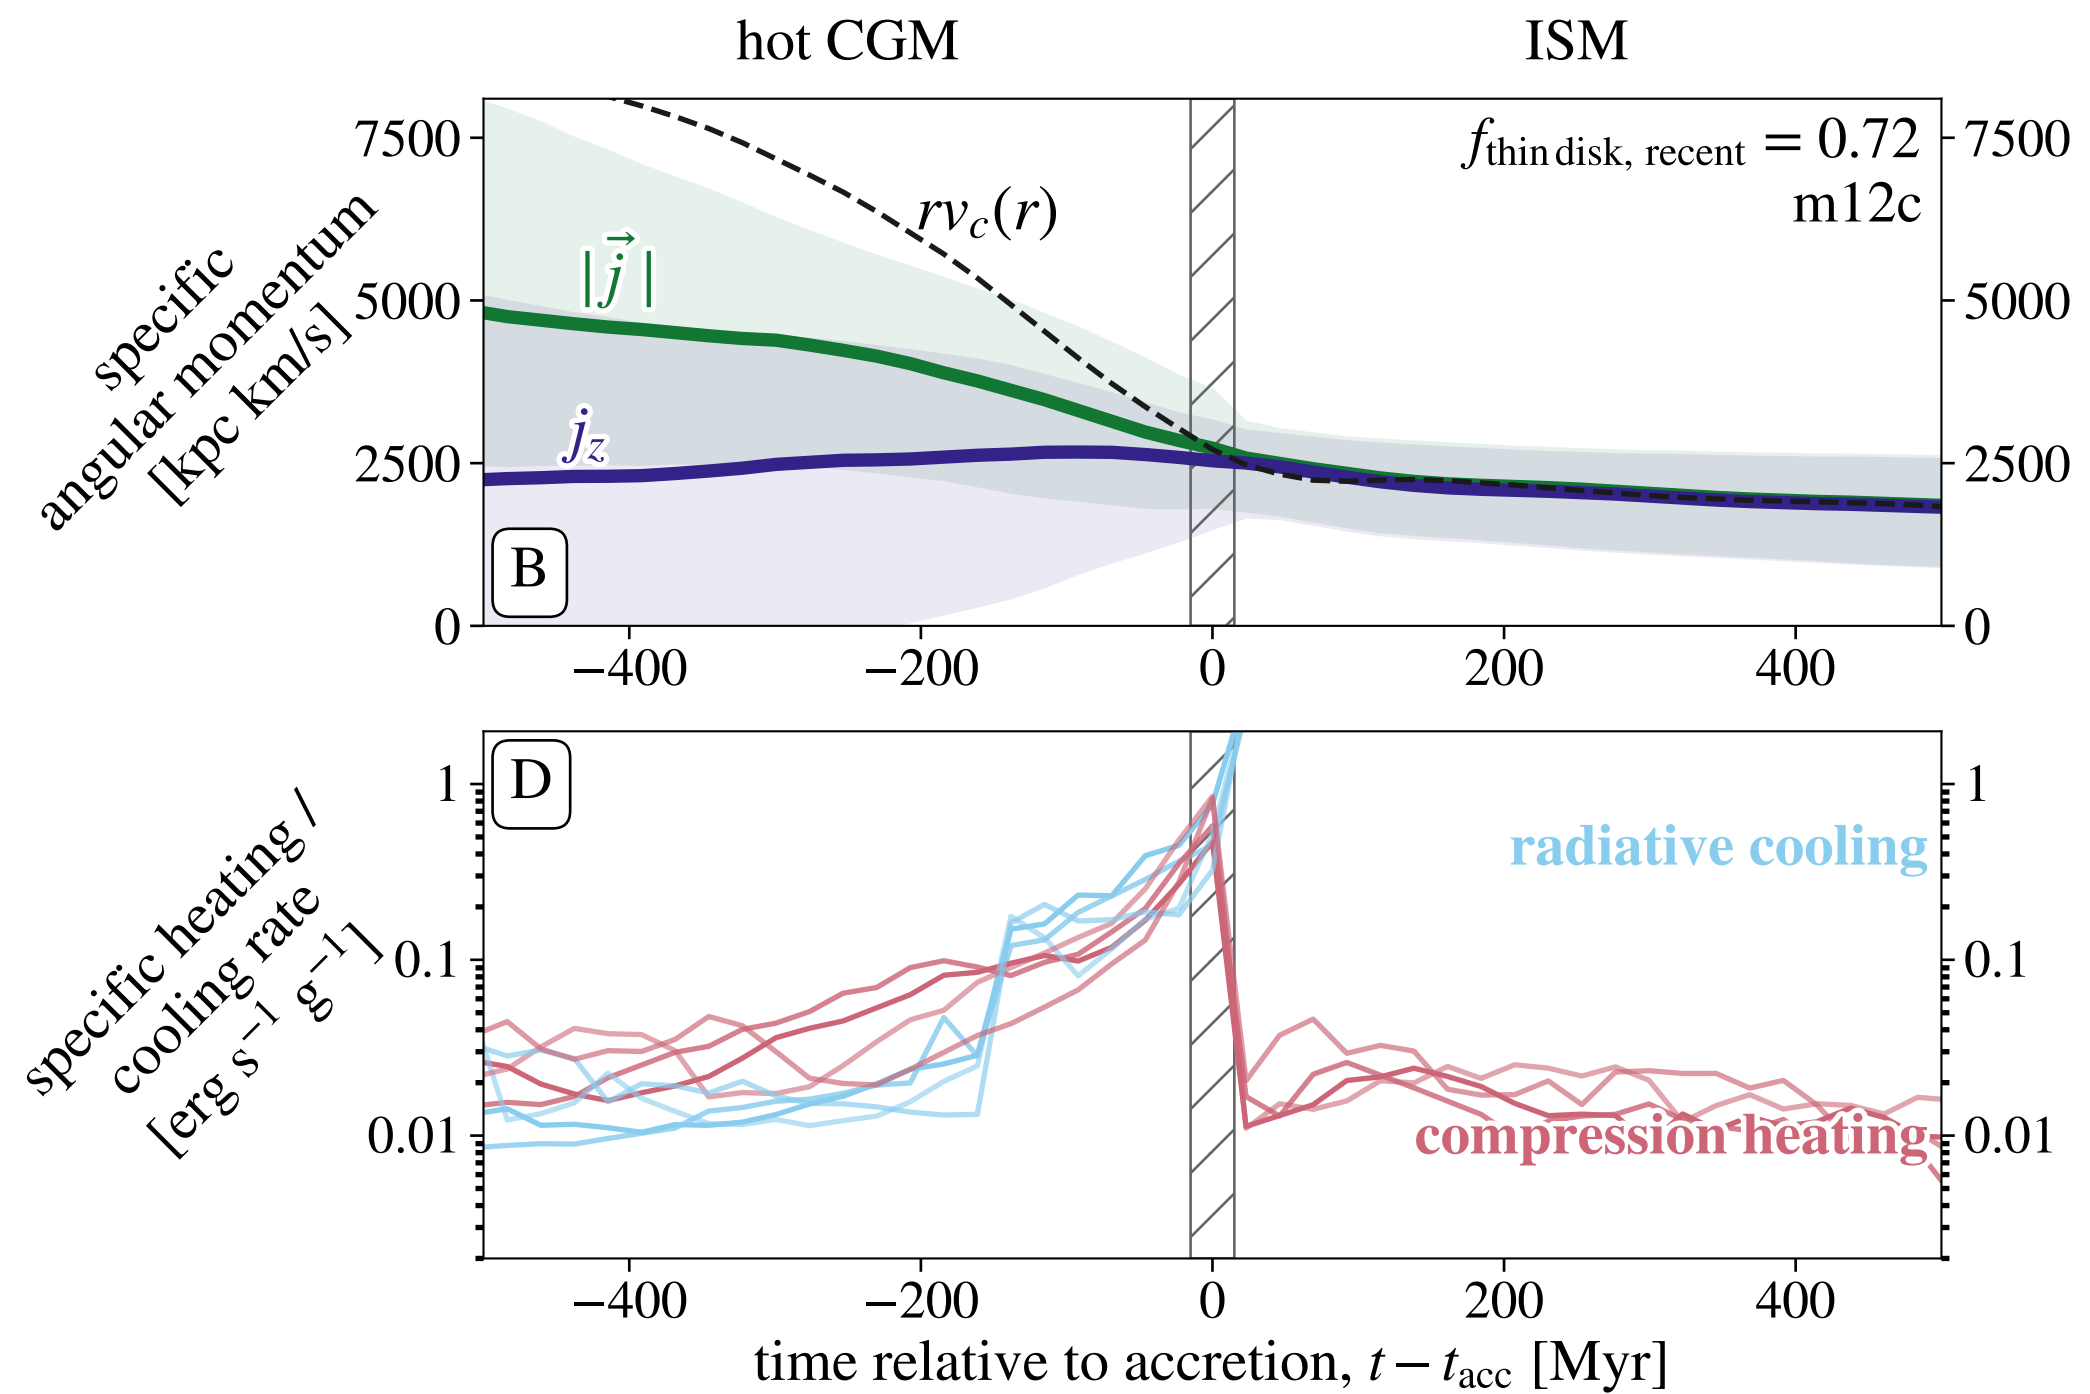 hot CGM
ISM
specific
angular momentum
[kpc km/s]
7500
5000
2500
0
rv_c(r)
|j⃗|
j_z
f_thin disk, recent = 0.72
m12c
B
7500
5000
2500
0
−400
−200
0
200
400
specific heating /
cooling rate
[erg s⁻¹ g⁻¹]
1
0.1
0.01
D
radiative cooling
compression heating
1
0.1
0.01
−400
−200
0
200
400
time relative to accretion, t − t_acc [Myr]